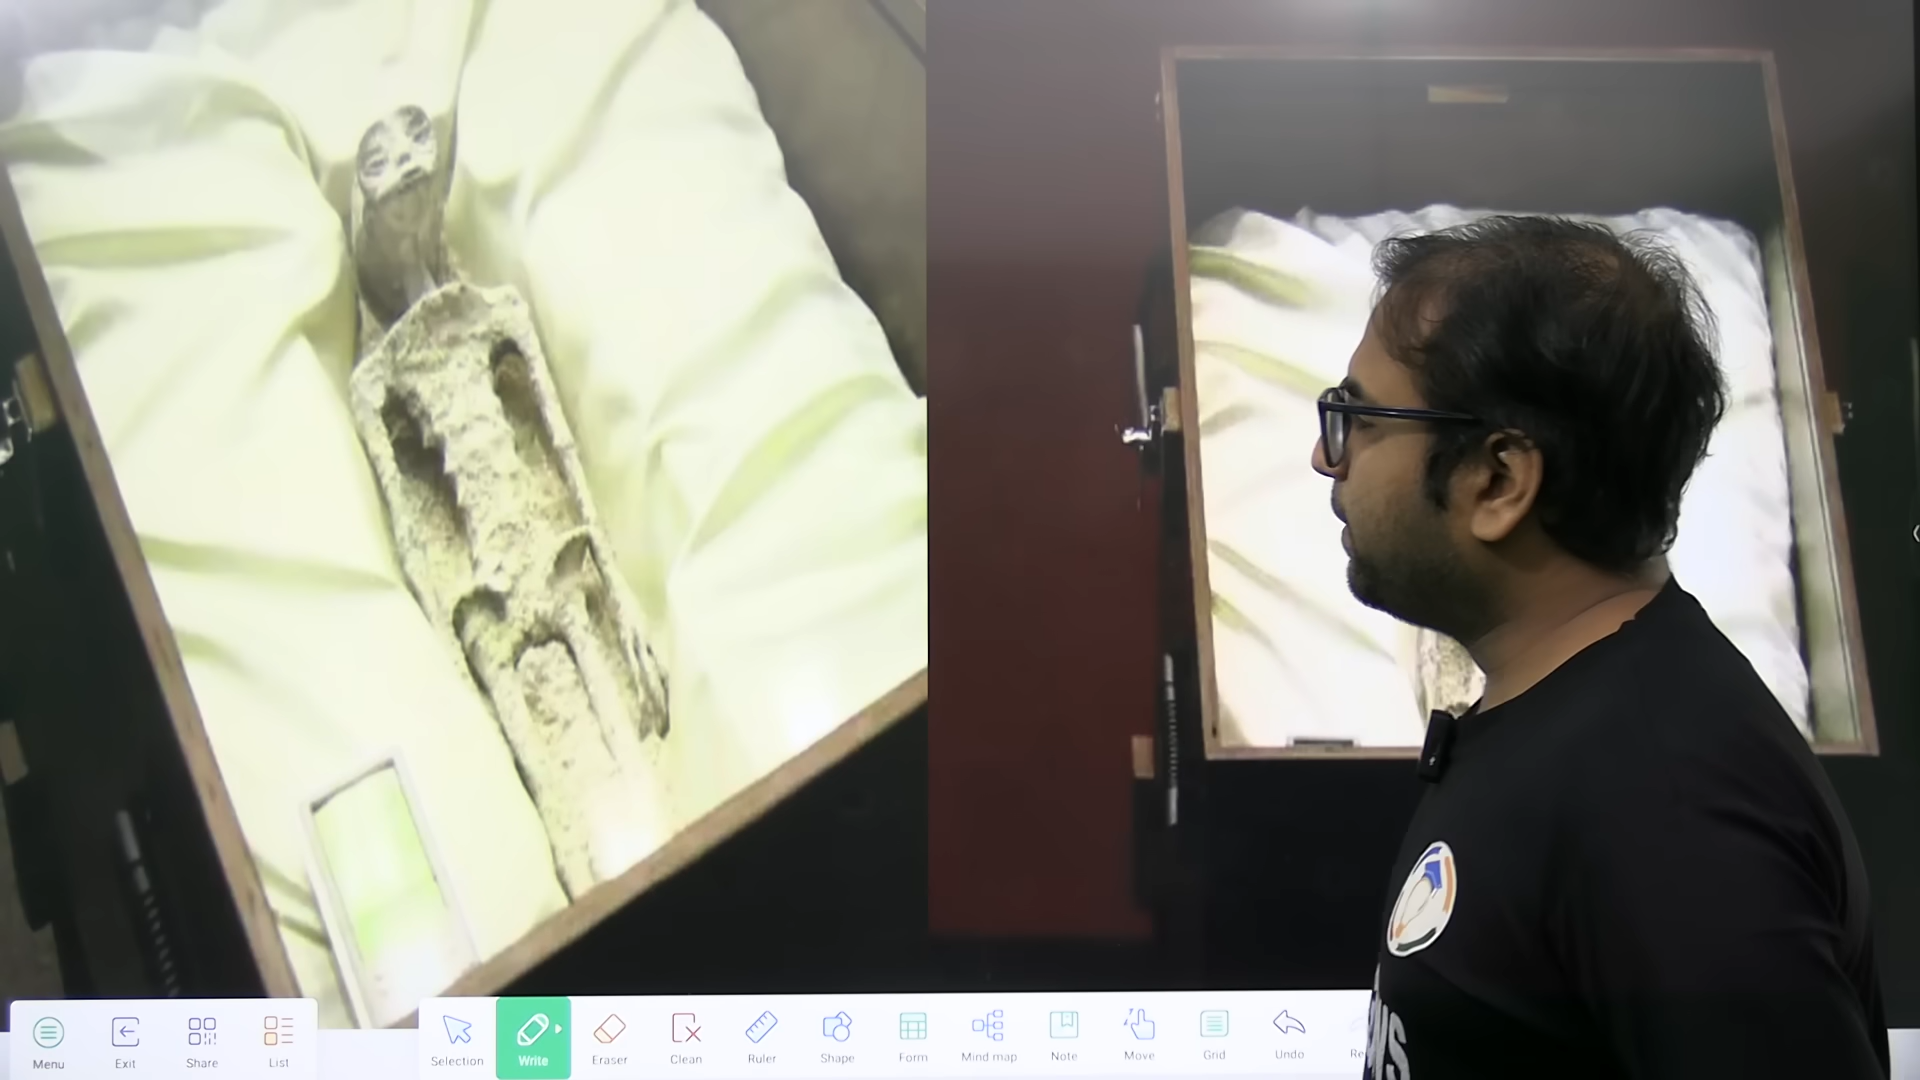 Menu
Exit
Share
List
Selection
Write
Eraser
Clean
Ruler
Shape
Form
Mind map
Note
Move
Grid
Undo